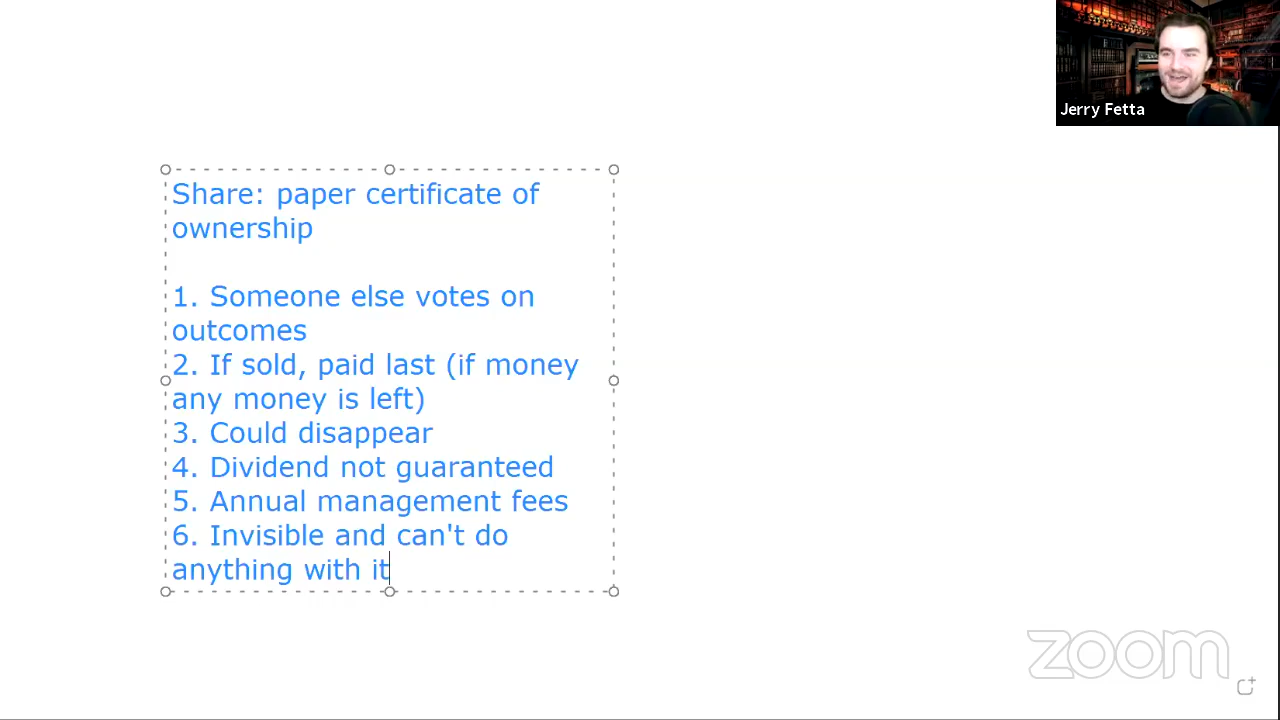 Jerry Fetta
Share: paper certificate of
ownership
1. Someone else votes on
outcomes
2. If sold, paid last (if money
any money is left)
3. Could disappear
4. Dividend not guaranteed
5. Annual management fees
6. Invisible and can't do
anything with it
zoom